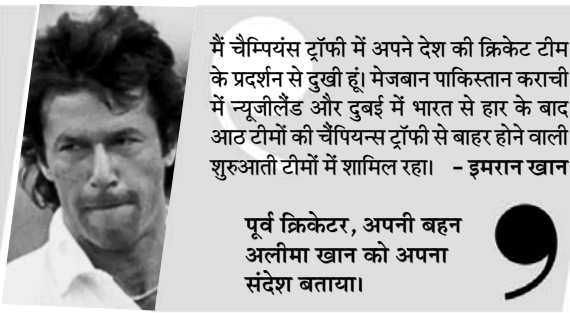 मैं चैम्पियंस ट्रॉफी में अपने देश की क्रिकेट टीम
के प्रदर्शन से दुखी हूं। मेजबान पाकिस्तान कराची
में न्यूजीलैंड और दुबई में भारत से हार के बाद
आठ टीमों की चैंपियन्स ट्रॉफी से बाहर होने वाली
शुरुआती टीमों में शामिल रहा। – इमरान खान
पूर्व क्रिकेटर, अपनी बहन
अलीमा खान को अपना
संदेश बताया।